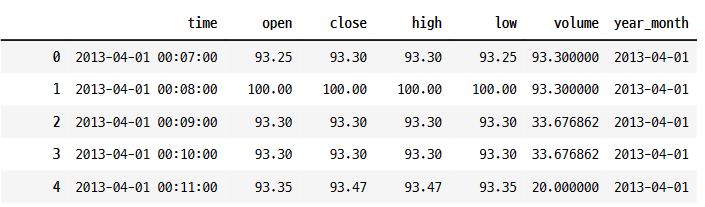 time open close high low volume year_month
0 2013-04-01 00:07:00 93.25 93.30 93.30 93.25 93.300000 2013-04-01
1 2013-04-01 00:08:00 100.00 100.00 100.00 100.00 93.300000 2013-04-01
2 2013-04-01 00:09:00 93.30 93.30 93.30 93.30 33.676862 2013-04-01
3 2013-04-01 00:10:00 93.30 93.30 93.30 93.30 33.676862 2013-04-01
4 2013-04-01 00:11:00 93.35 93.47 93.47 93.35 20.000000 2013-04-01